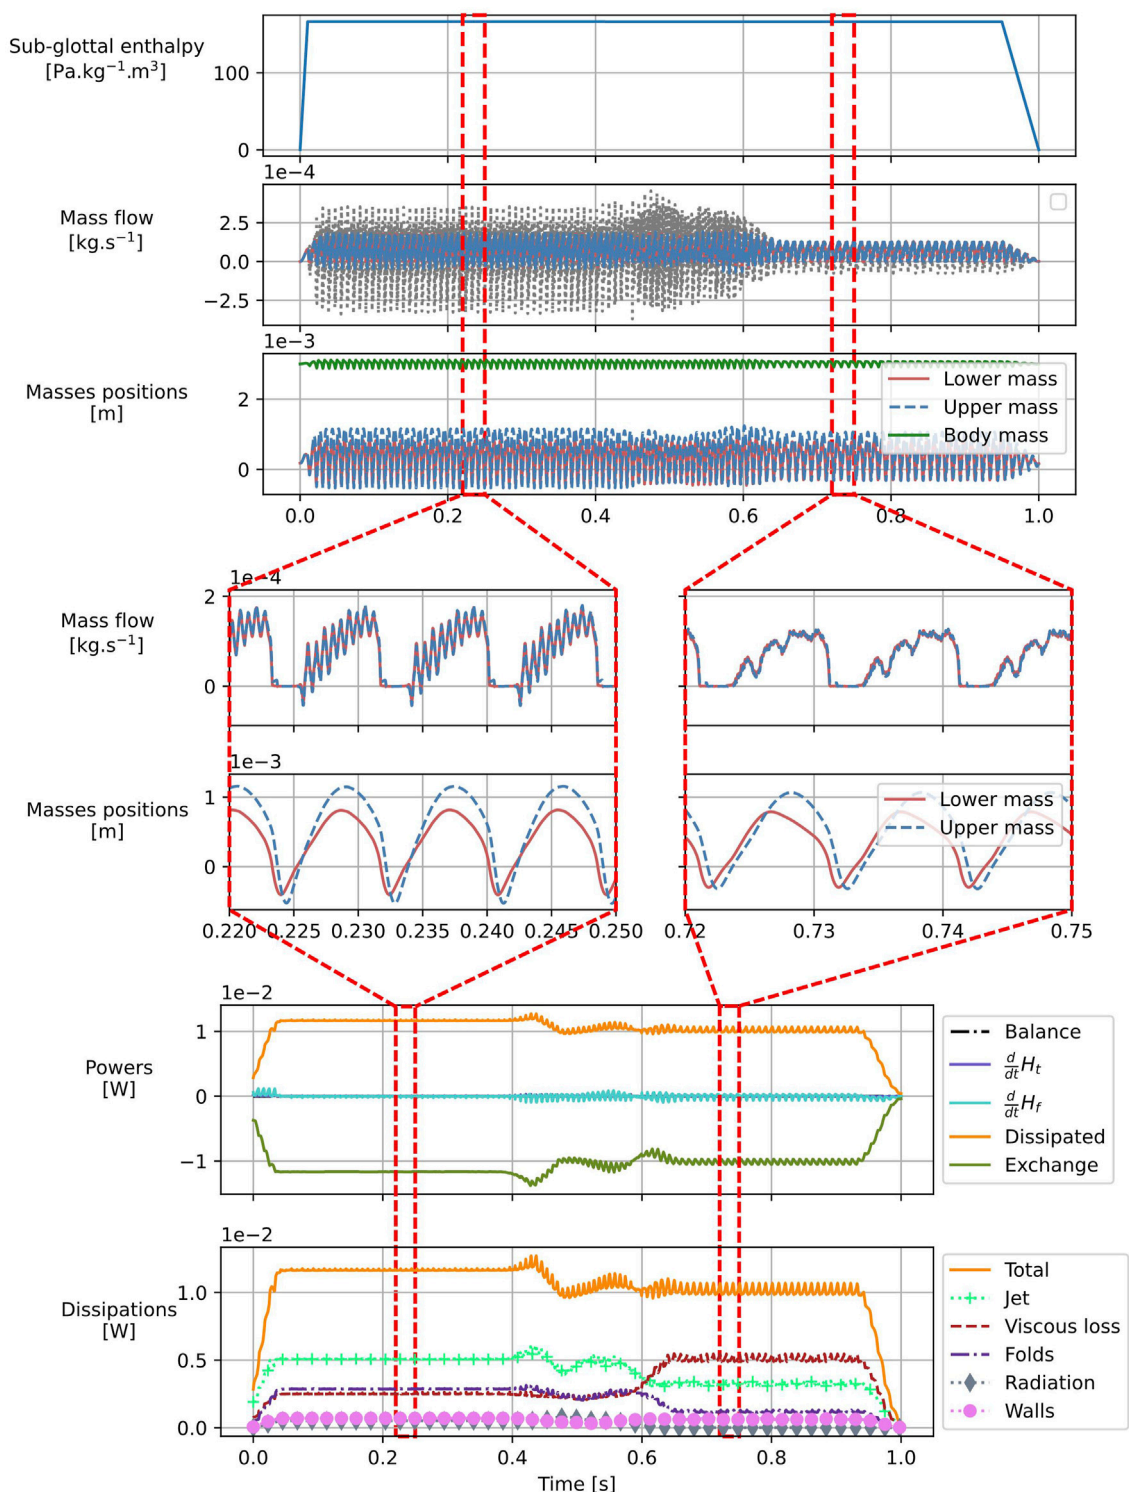 Sub-glottal enthalpy
[Pa.kg⁻¹.m³]
100
0
1e−4
Mass flow
[kg.s⁻¹]
2.5
0.0
−2.5
1e−3
Masses positions
[m]
2
0
Lower mass
Upper mass
Body mass
0.0 0.2 0.4 0.6 0.8 1.0
1e−4
Mass flow
[kg.s⁻¹]
2
0
1e−3
Masses positions
[m]
1
0
Lower mass
Upper mass
0.220 0.225 0.230 0.235 0.240 0.245 0.250 0.72 0.73 0.74 0.75
1e−2
Powers
[W]
1
0
−1
Balance
d/dt Hₜ
d/dt H_f
Dissipated
Exchange
1e−2
Dissipations
[W]
1.0
0.5
0.0
Total
Jet
Viscous loss
Folds
Radiation
Walls
0.0 0.2 0.4 0.6 0.8 1.0
Time [s]